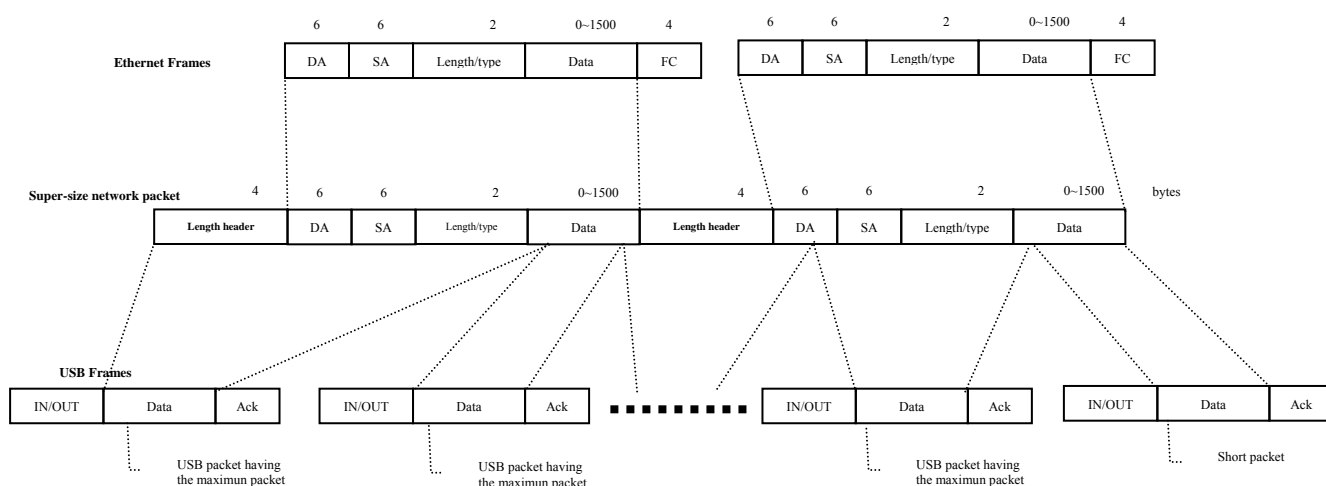 6 6 2 0~1500 4 6 6 2 0~1500 4
Ethernet Frames DA SA Length/type Data FC DA SA Length/type Data FC
4 6 6 2 0~1500 4 6 6 2 0~1500 bytes
Super-size network packet
Length header DA SA Length/type Data Length header DA SA Length/type Data
USB Frames
IN/OUT Data Ack IN/OUT Data Ack IN/OUT Data Ack IN/OUT Data Ack
USB packet having
the maximun packet
USB packet having
the maximun packet
USB packet having
the maximun packet
Short packet